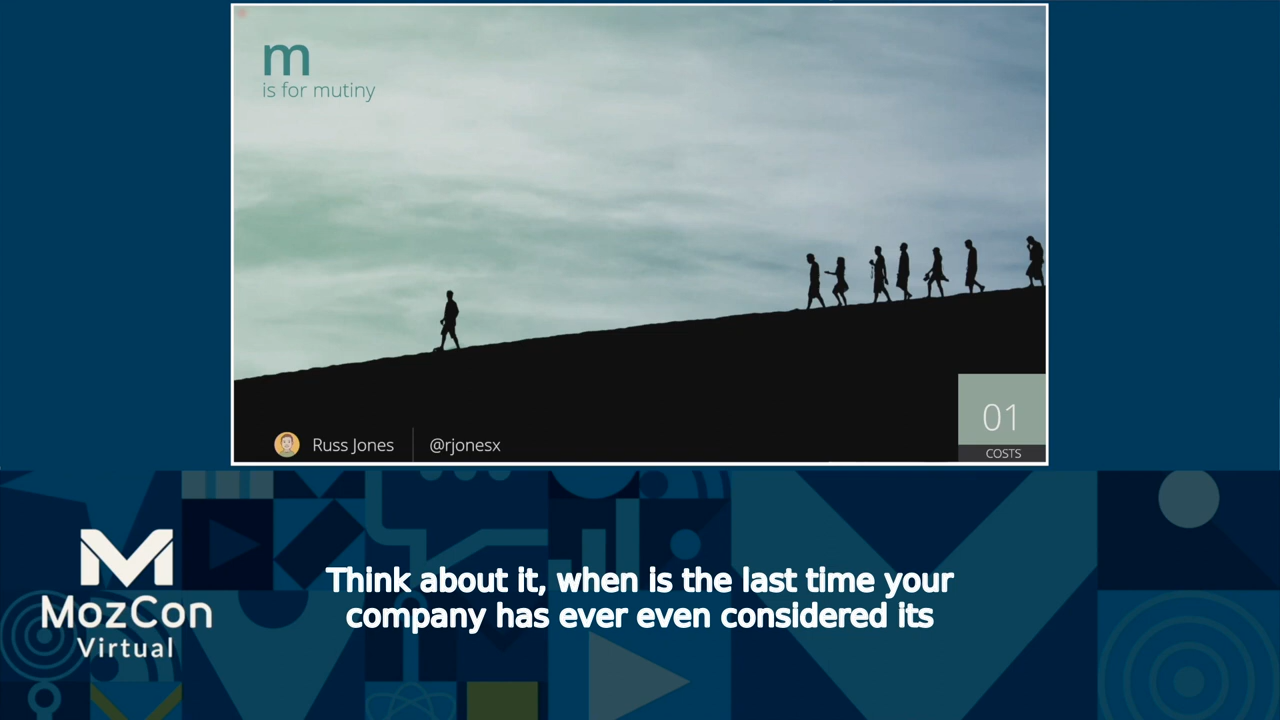 m
is for mutiny
Russ Jones
@rjonesx
01
COSTS
MozCon
Virtual
Think about it, when is the last time your
company has ever even considered its